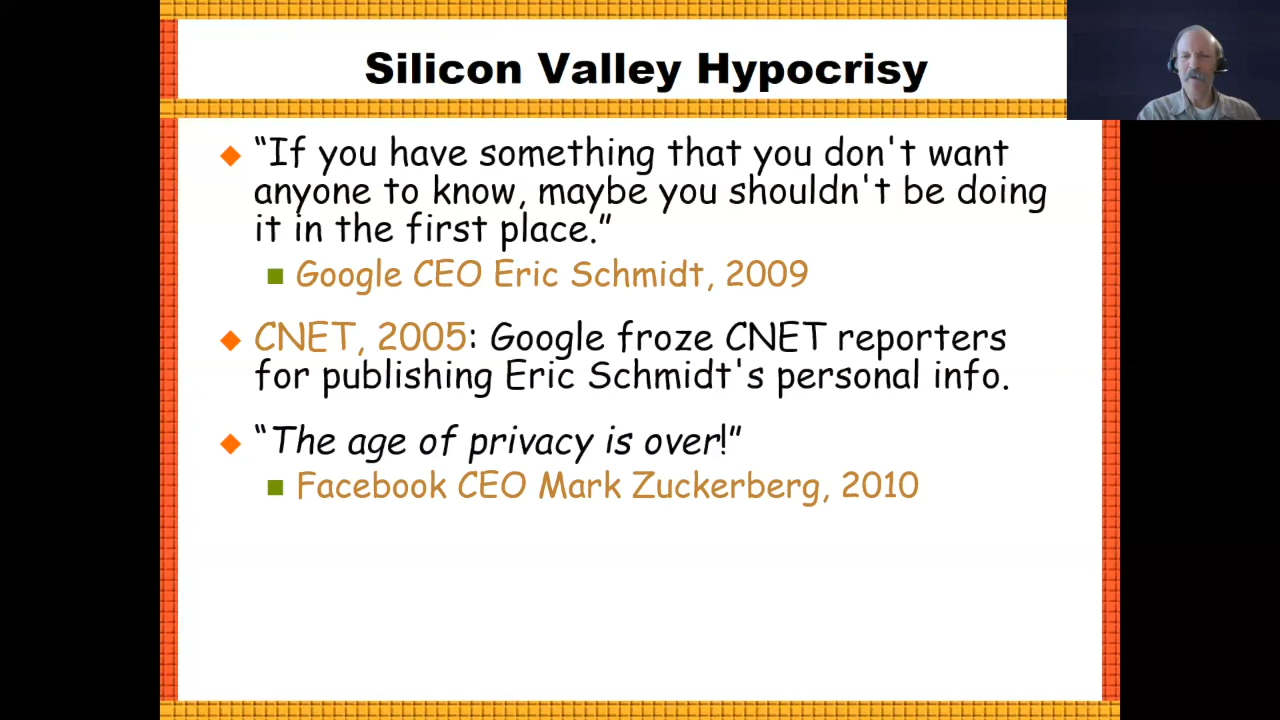 Silicon Valley Hypocrisy
“If you have something that you don't want
anyone to know, maybe you shouldn't be doing
it in the first place.”
Google CEO Eric Schmidt, 2009
CNET, 2005: Google froze CNET reporters
for publishing Eric Schmidt's personal info.
“The age of privacy is over!”
Facebook CEO Mark Zuckerberg, 2010